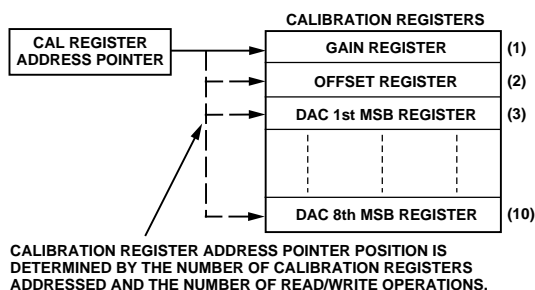 CALIBRATION REGISTERS
CAL REGISTER
ADDRESS POINTER
GAIN REGISTER (1)
OFFSET REGISTER (2)
DAC 1st MSB REGISTER (3)
DAC 8th MSB REGISTER (10)
CALIBRATION REGISTER ADDRESS POINTER POSITION IS
DETERMINED BY THE NUMBER OF CALIBRATION REGISTERS
ADDRESSED AND THE NUMBER OF READ/WRITE OPERATIONS.